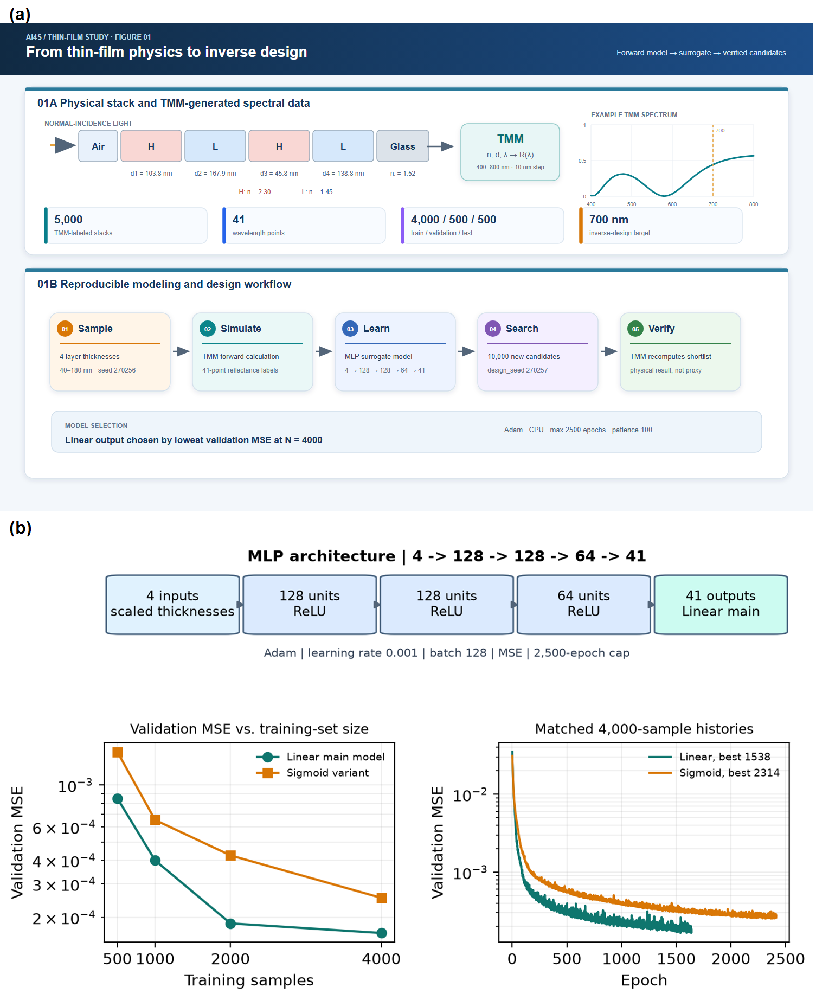 (a)
AI4S / THIN-FILM STUDY · FIGURE 01
From thin-film physics to inverse design
Forward model → surrogate → verified candidates
01A Physical stack and TMM-generated spectral data
NORMAL-INCIDENCE LIGHT
Air
H
L
H
L
Glass
d1 = 103.8 nm
d2 = 167.9 nm
d3 = 45.8 nm
d4 = 138.8 nm
nₛ = 1.52
H: n = 2.30
L: n = 1.45
TMM
n, d, λ → R(λ)
400–800 nm · 10 nm step
EXAMPLE TMM SPECTRUM
1
0.5
0
700
400
500
600
700
800
5,000
TMM-labeled stacks
41
wavelength points
4,000 / 500 / 500
train / validation / test
700 nm
inverse-design target
01B Reproducible modeling and design workflow
01 Sample
4 layer thicknesses
40–180 nm · seed 270256
02 Simulate
TMM forward calculation
41-point reflectance labels
03 Learn
MLP surrogate model
4 → 128 → 128 → 64 → 41
04 Search
10,000 new candidates
design_seed 270257
05 Verify
TMM recomputes shortlist
physical result, not proxy
MODEL SELECTION
Linear output chosen by lowest validation MSE at N = 4000
Adam · CPU · max 2500 epochs · patience 100
(b)
MLP architecture | 4 -> 128 -> 128 -> 64 -> 41
4 inputs
scaled thicknesses
128 units
ReLU
128 units
ReLU
64 units
ReLU
41 outputs
Linear main
Adam | learning rate 0.001 | batch 128 | MSE | 2,500-epoch cap
Validation MSE vs. training-set size
Linear main model
Sigmoid variant
Validation MSE
10⁻³
6 × 10⁻⁴
4 × 10⁻⁴
3 × 10⁻⁴
2 × 10⁻⁴
500
1000
2000
4000
Training samples
Matched 4,000-sample histories
Linear, best 1538
Sigmoid, best 2314
Validation MSE
10⁻²
10⁻³
0
500
1000
1500
2000
2500
Epoch